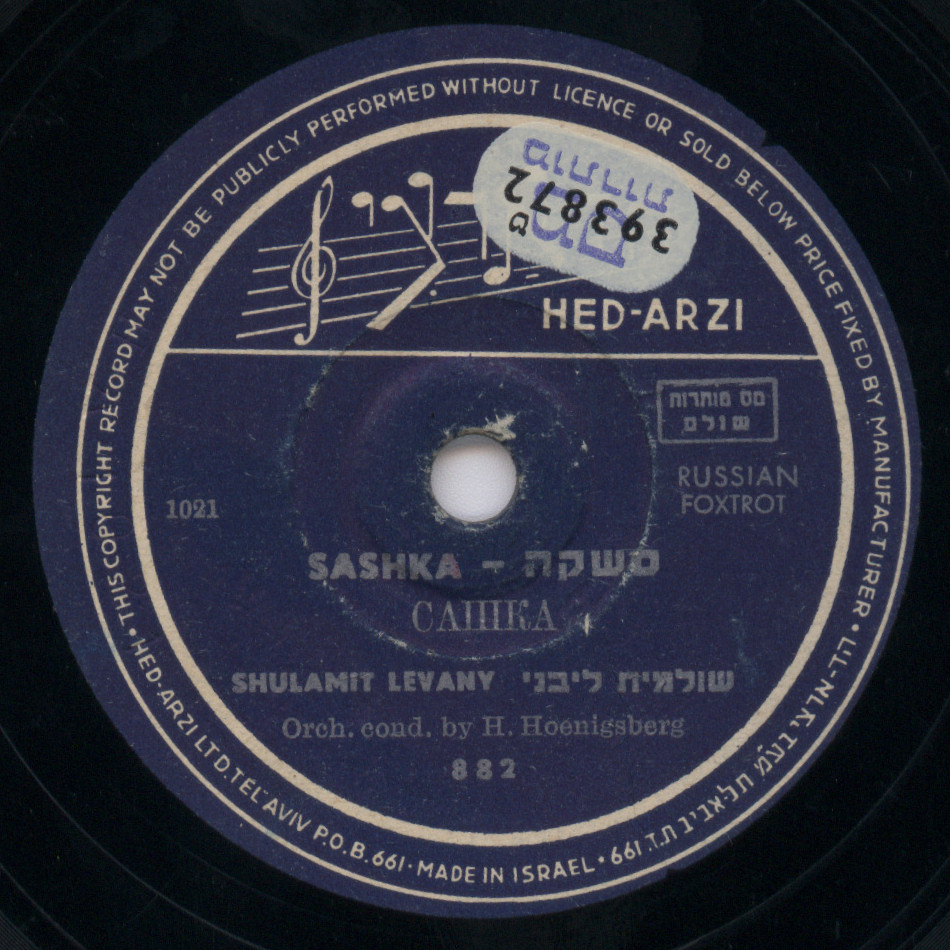 THIS COPYRIGHT RECORD MAY NOT BE PUBLICLY PERFORMED WITHOUT LICENCE OR SOLD BELOW PRICE FIXED BY MANUFACTURER •
הד-ארצי בע"מ תל-אביב ת.ד. 661 •
HED-ARZI LTD. TEL AVIV P.O.B. 661 · MADE IN ISRAEL •
מותרות
מס
393872
HED-ARZI
מס מותרות
שולם
RUSSIAN
FOXTROT
1021
SASHKA - סשקה
САШКА
SHULAMIT LEVANY שולמית ליבני
Orch. cond. by H. Hoenigsberg
882